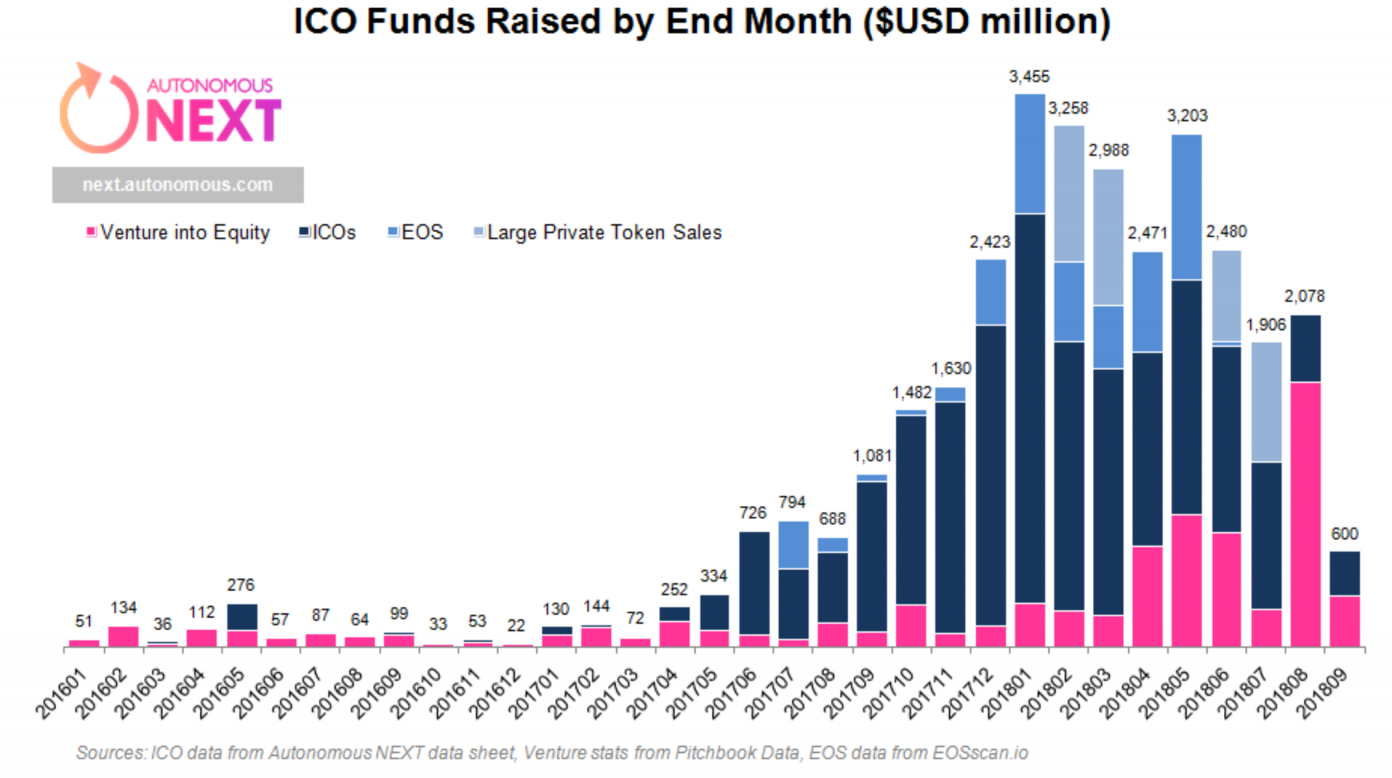 ICO Funds Raised by End Month ($USD million)
AUTONOMOUS
NEXT
next.autonomous.com
Venture into Equity ICOs EOS Large Private Token Sales
51 134 36 112 276 57 87 64 99 33 53 22 130 144 72 252 334 726 794 688 1,081 1,482 1,630 2,423 3,455 3,258 2,988 2,471 3,203 2,480 1,906 2,078 600
201601 201602 201603 201604 201605 201606 201607 201608 201609 201610 201611 201612 201701 201702 201703 201704 201705 201706 201707 201708 201709 201710 201711 201712 201801 201802 201803 201804 201805 201806 201807 201808 201809
Sources: ICO data from Autonomous NEXT data sheet, Venture stats from Pitchbook Data, EOS data from EOSscan.io